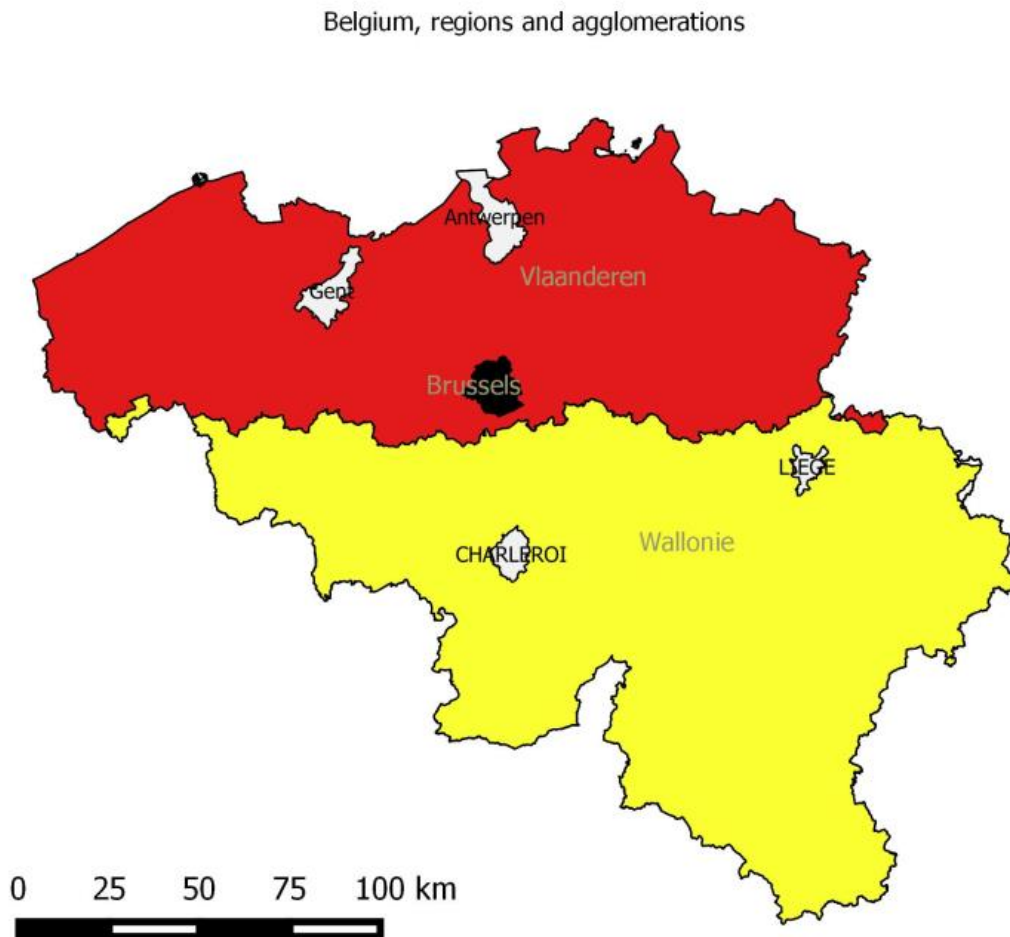 Belgium, regions and agglomerations
Antwerpen
Vlaanderen
Gent
Brussels
LIEGE
CHARLEROI
Wallonie
0 25 50 75 100 km